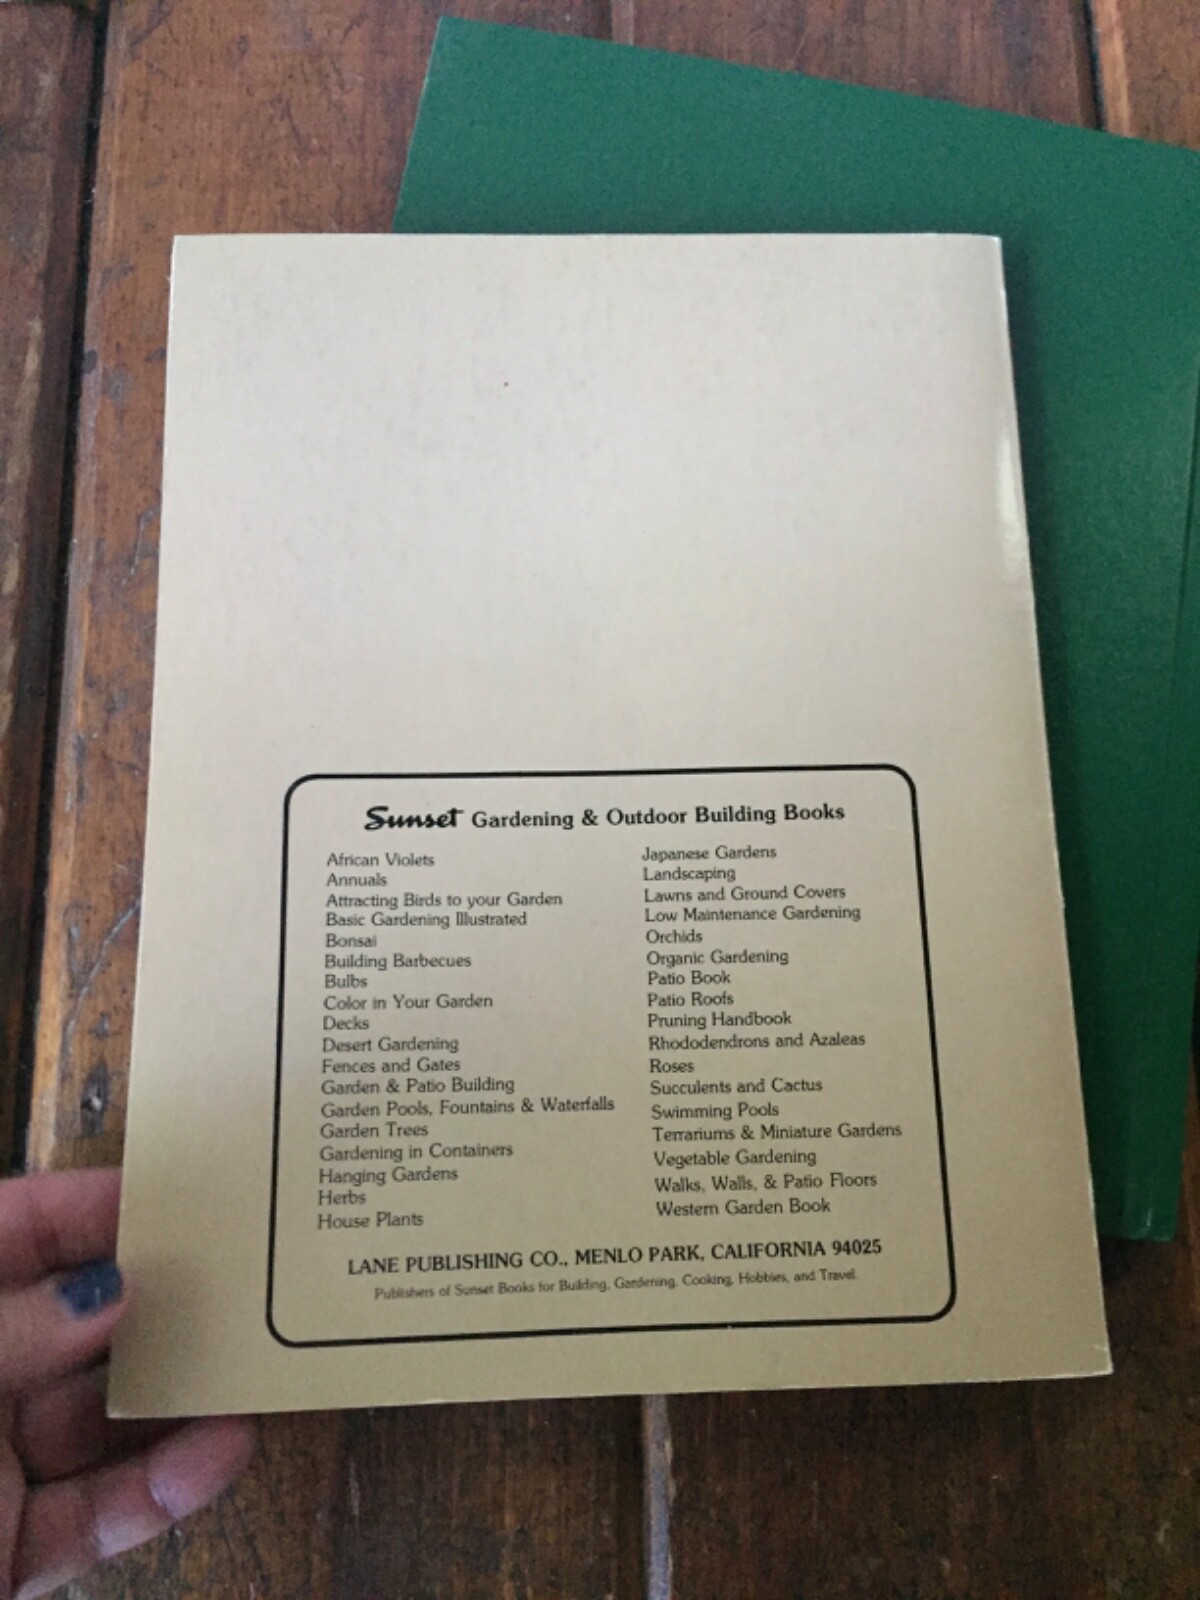 Sunset Gardening & Outdoor Building Books
African Violets
Annuals
Attracting Birds to your Garden
Basic Gardening Illustrated
Bonsai
Building Barbecues
Bulbs
Color in Your Garden
Decks
Desert Gardening
Fences and Gates
Garden & Patio Building
Garden Pools, Fountains & Waterfalls
Garden Trees
Gardening in Containers
Hanging Gardens
Herbs
House Plants
Japanese Gardens
Landscaping
Lawns and Ground Covers
Low Maintenance Gardening
Orchids
Organic Gardening
Patio Book
Patio Roofs
Pruning Handbook
Rhododendrons and Azaleas
Roses
Succulents and Cactus
Swimming Pools
Terrariums & Miniature Gardens
Vegetable Gardening
Walks, Walls, & Patio Floors
Western Garden Book
LANE PUBLISHING CO., MENLO PARK, CALIFORNIA 94025
Publishers of Sunset Books for Building, Gardening, Cooking, Hobbies, and Travel.